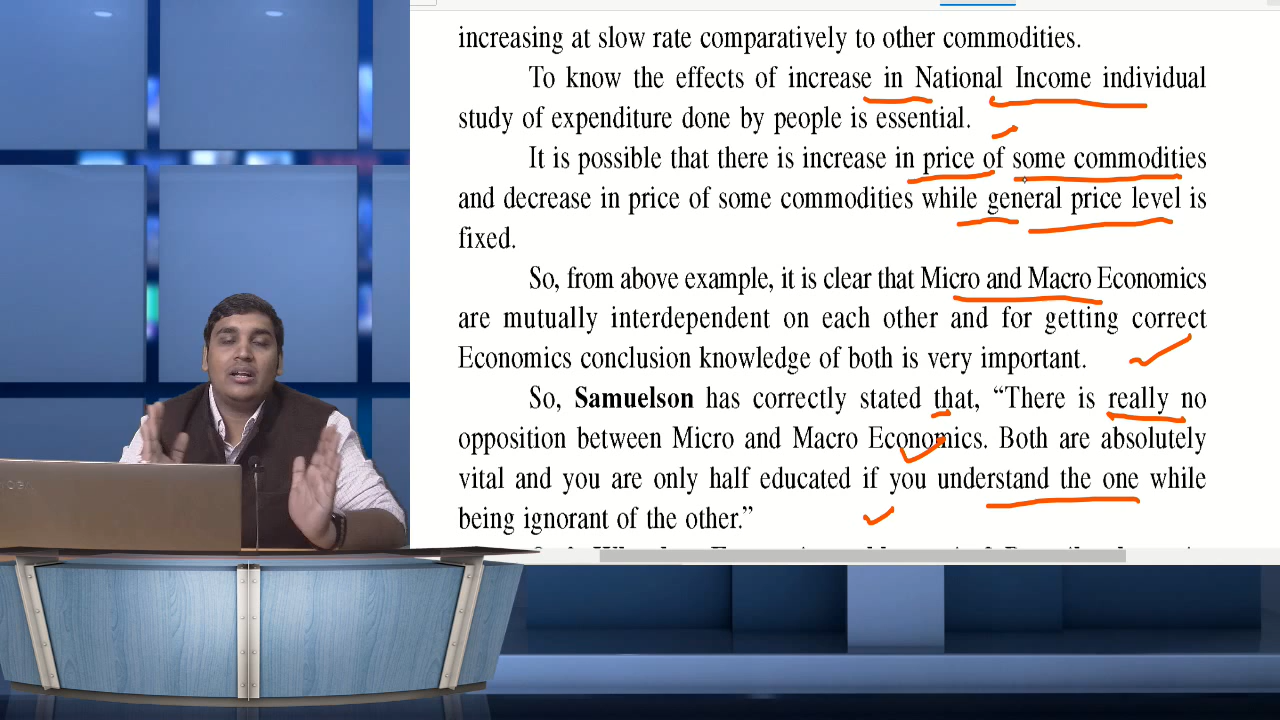 increasing at slow rate comparatively to other commodities.
To know the effects of increase in National Income individual
study of expenditure done by people is essential.
It is possible that there is increase in price of some commodities
and decrease in price of some commodities while general price level is
fixed.
So, from above example, it is clear that Micro and Macro Economics
are mutually interdependent on each other and for getting correct
Economics conclusion knowledge of both is very important.
So, Samuelson has correctly stated that, “There is really no
opposition between Micro and Macro Economics. Both are absolutely
vital and you are only half educated if you understand the one while
being ignorant of the other.”